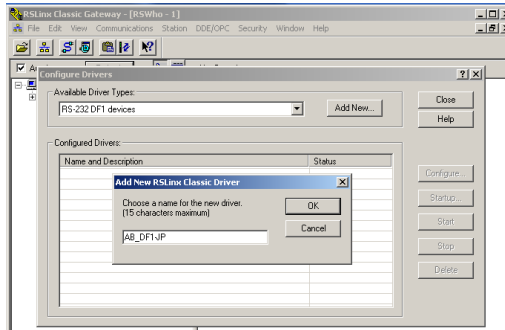 RSLinx Classic Gateway - [RSWho - 1]
File Edit View Communications Station DDE/OPC Security Window Help
Configure Drivers
Available Driver Types:
RS-232 DF1 devices
Add New...
Close
Help
Configured Drivers:
Name and Description Status
Configure...
Startup...
Start
Stop
Delete
Add New RSLinx Classic Driver
Choose a name for the new driver.
(15 characters maximum)
OK
Cancel
AB_DF1-JP